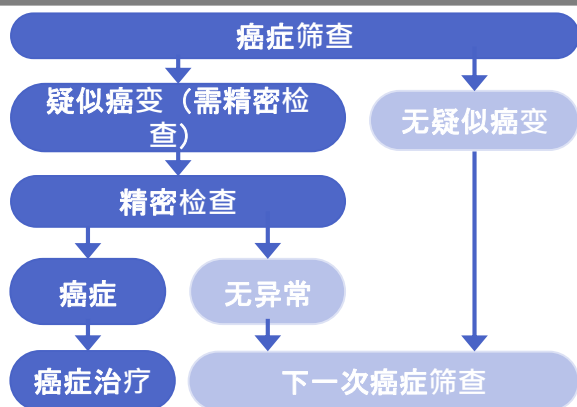 癌症筛查
疑似癌变（需精密检
查）
无疑似癌变
精密检查
癌症
无异常
癌症治疗
下一次癌症筛查